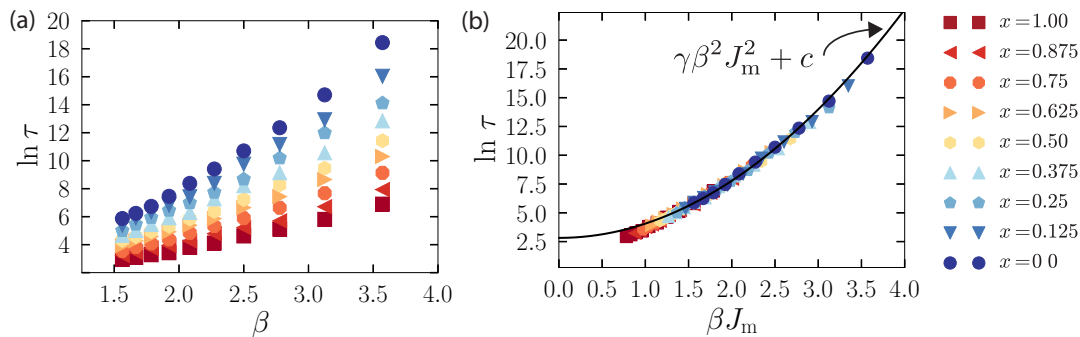 (a)
20
18
16
14
12
10
8
6
4
ln τ
1.5 2.0 2.5 3.0 3.5 4.0
β
(b)
20.0
17.5
15.0
12.5
10.0
7.5
5.0
2.5
ln τ
γβ²J²ₘ + c
0.0 0.5 1.0 1.5 2.0 2.5 3.0 3.5 4.0
βJₘ
x = 1.00
x = 0.875
x = 0.75
x = 0.625
x = 0.50
x = 0.375
x = 0.25
x = 0.125
x = 0 0